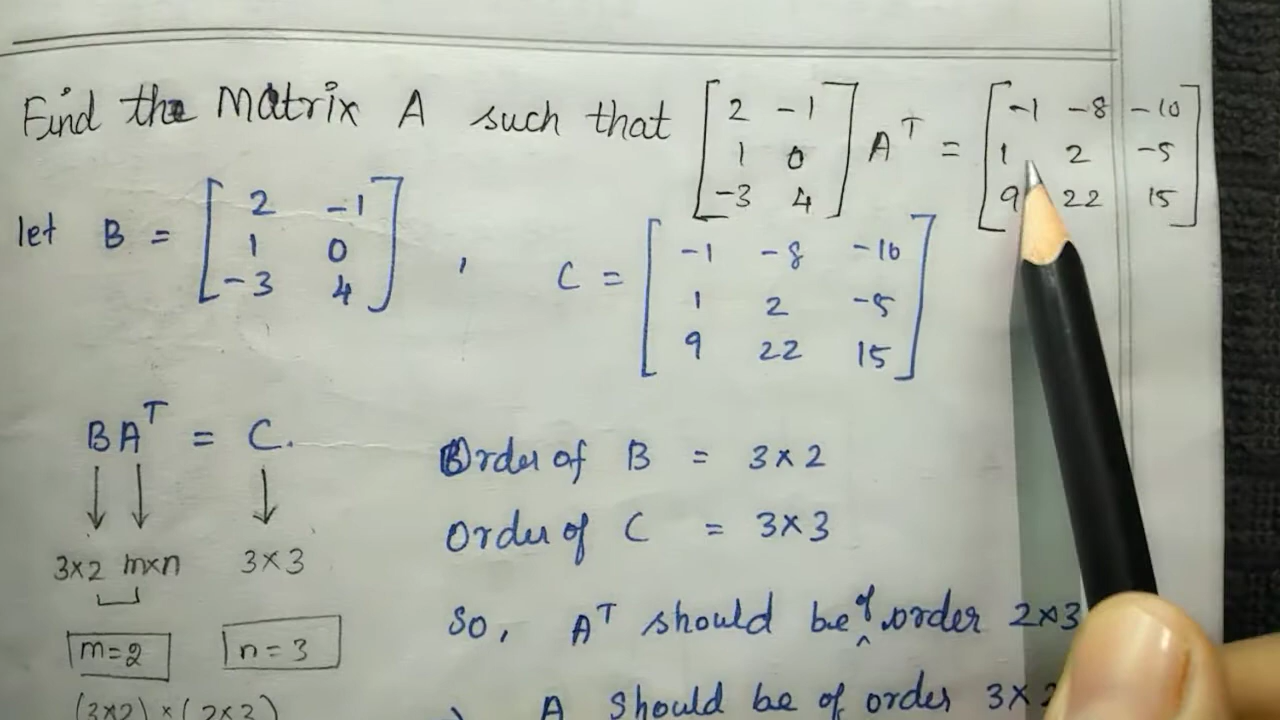 Find the Matrix A such that [2 -1 1 0 -3 4] A^T = [-1 -8 -10 1 2 -5 9 22 15]
let B = [2 -1 1 0 -3 4] , C = [-1 -8 -10 1 2 -5 9 22 15]
BA^T = C.
3×2 m×n 3×3
m=2 n=3
(3×2) × (2×3)
Order of B = 3×2
Order of C = 3×3
So, A^T should be of order 2×3
A should be of order 3×